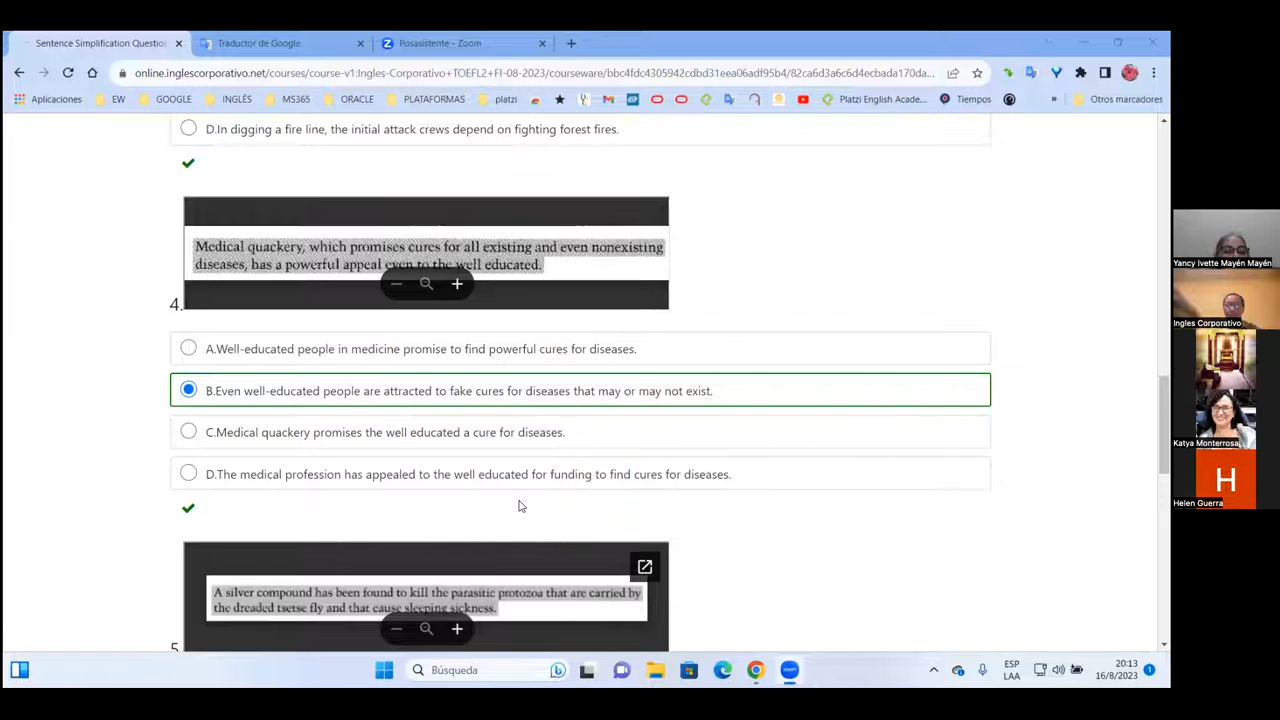 Sentence Simplification Questio
Traductor de Google
Posasistente - Zoom
online.inglescorporativo.net/courses/course-v1:Ingles-Corporativo+TOEFL2+FI-08-2023/courseware/bbc4fdc4305942cdbd31eea06adf95b4/82ca6d3a6c6d4ecbada170da...
Aplicaciones EW GOOGLE INGLÉS MS365 ORACLE PLATAFORMAS platzi Platzi English Acade... Tiempos » Otros marcadores
D.In digging a fire line, the initial attack crews depend on fighting forest fires.
Medical quackery, which promises cures for all existing and even nonexisting
diseases, has a powerful appeal even to the well educated.
4.
A.Well-educated people in medicine promise to find powerful cures for diseases.
B.Even well-educated people are attracted to fake cures for diseases that may or may not exist.
C.Medical quackery promises the well educated a cure for diseases.
D.The medical profession has appealed to the well educated for funding to find cures for diseases.
A silver compound has been found to kill the parasitic protozoa that are carried by
the dreaded tsetse fly and that cause sleeping sickness.
5
Yancy Ivette Mayén Mayén
Ingles Corporativo
Katya Monterrosa
H
Helen Guerra
Búsqueda
zoom
ESP
LAA
20:13
16/8/2023
1